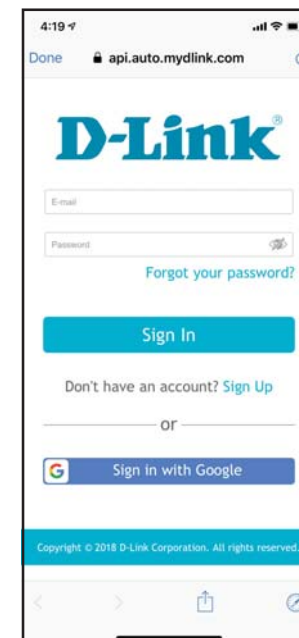 4:19
Done api.auto.mydlink.com
D-Link®
E-mail
Password
Forgot your password?
Sign In
Don't have an account? Sign Up
or
G Sign in with Google
Copyright © 2018 D-Link Corporation. All rights reserved.